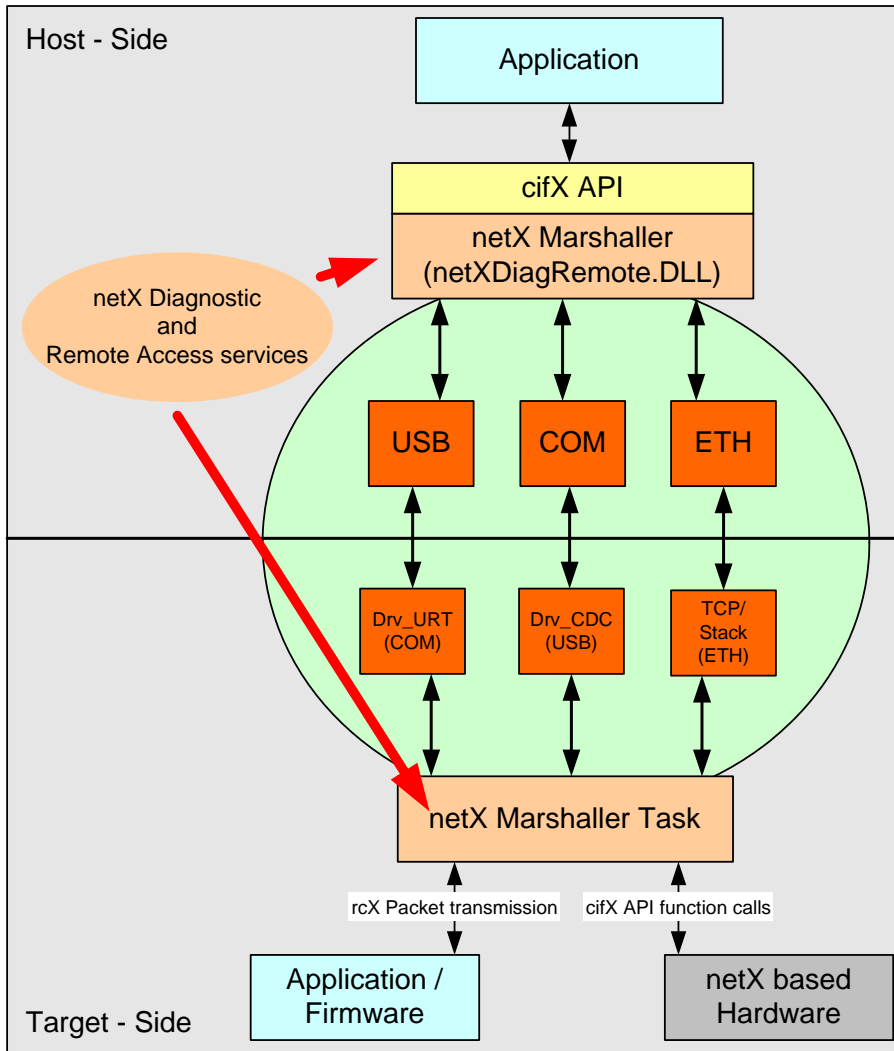 Host - Side
Application
cifX API
netX Marshaller
(netXDiagRemote.DLL)
netX Diagnostic
and
Remote Access services
USB
COM
ETH
Drv_URT
(COM)
Drv_CDC
(USB)
TCP/
Stack
(ETH)
netX Marshaller Task
rcX Packet transmission
cifX API function calls
Application /
Firmware
netX based
Hardware
Target - Side